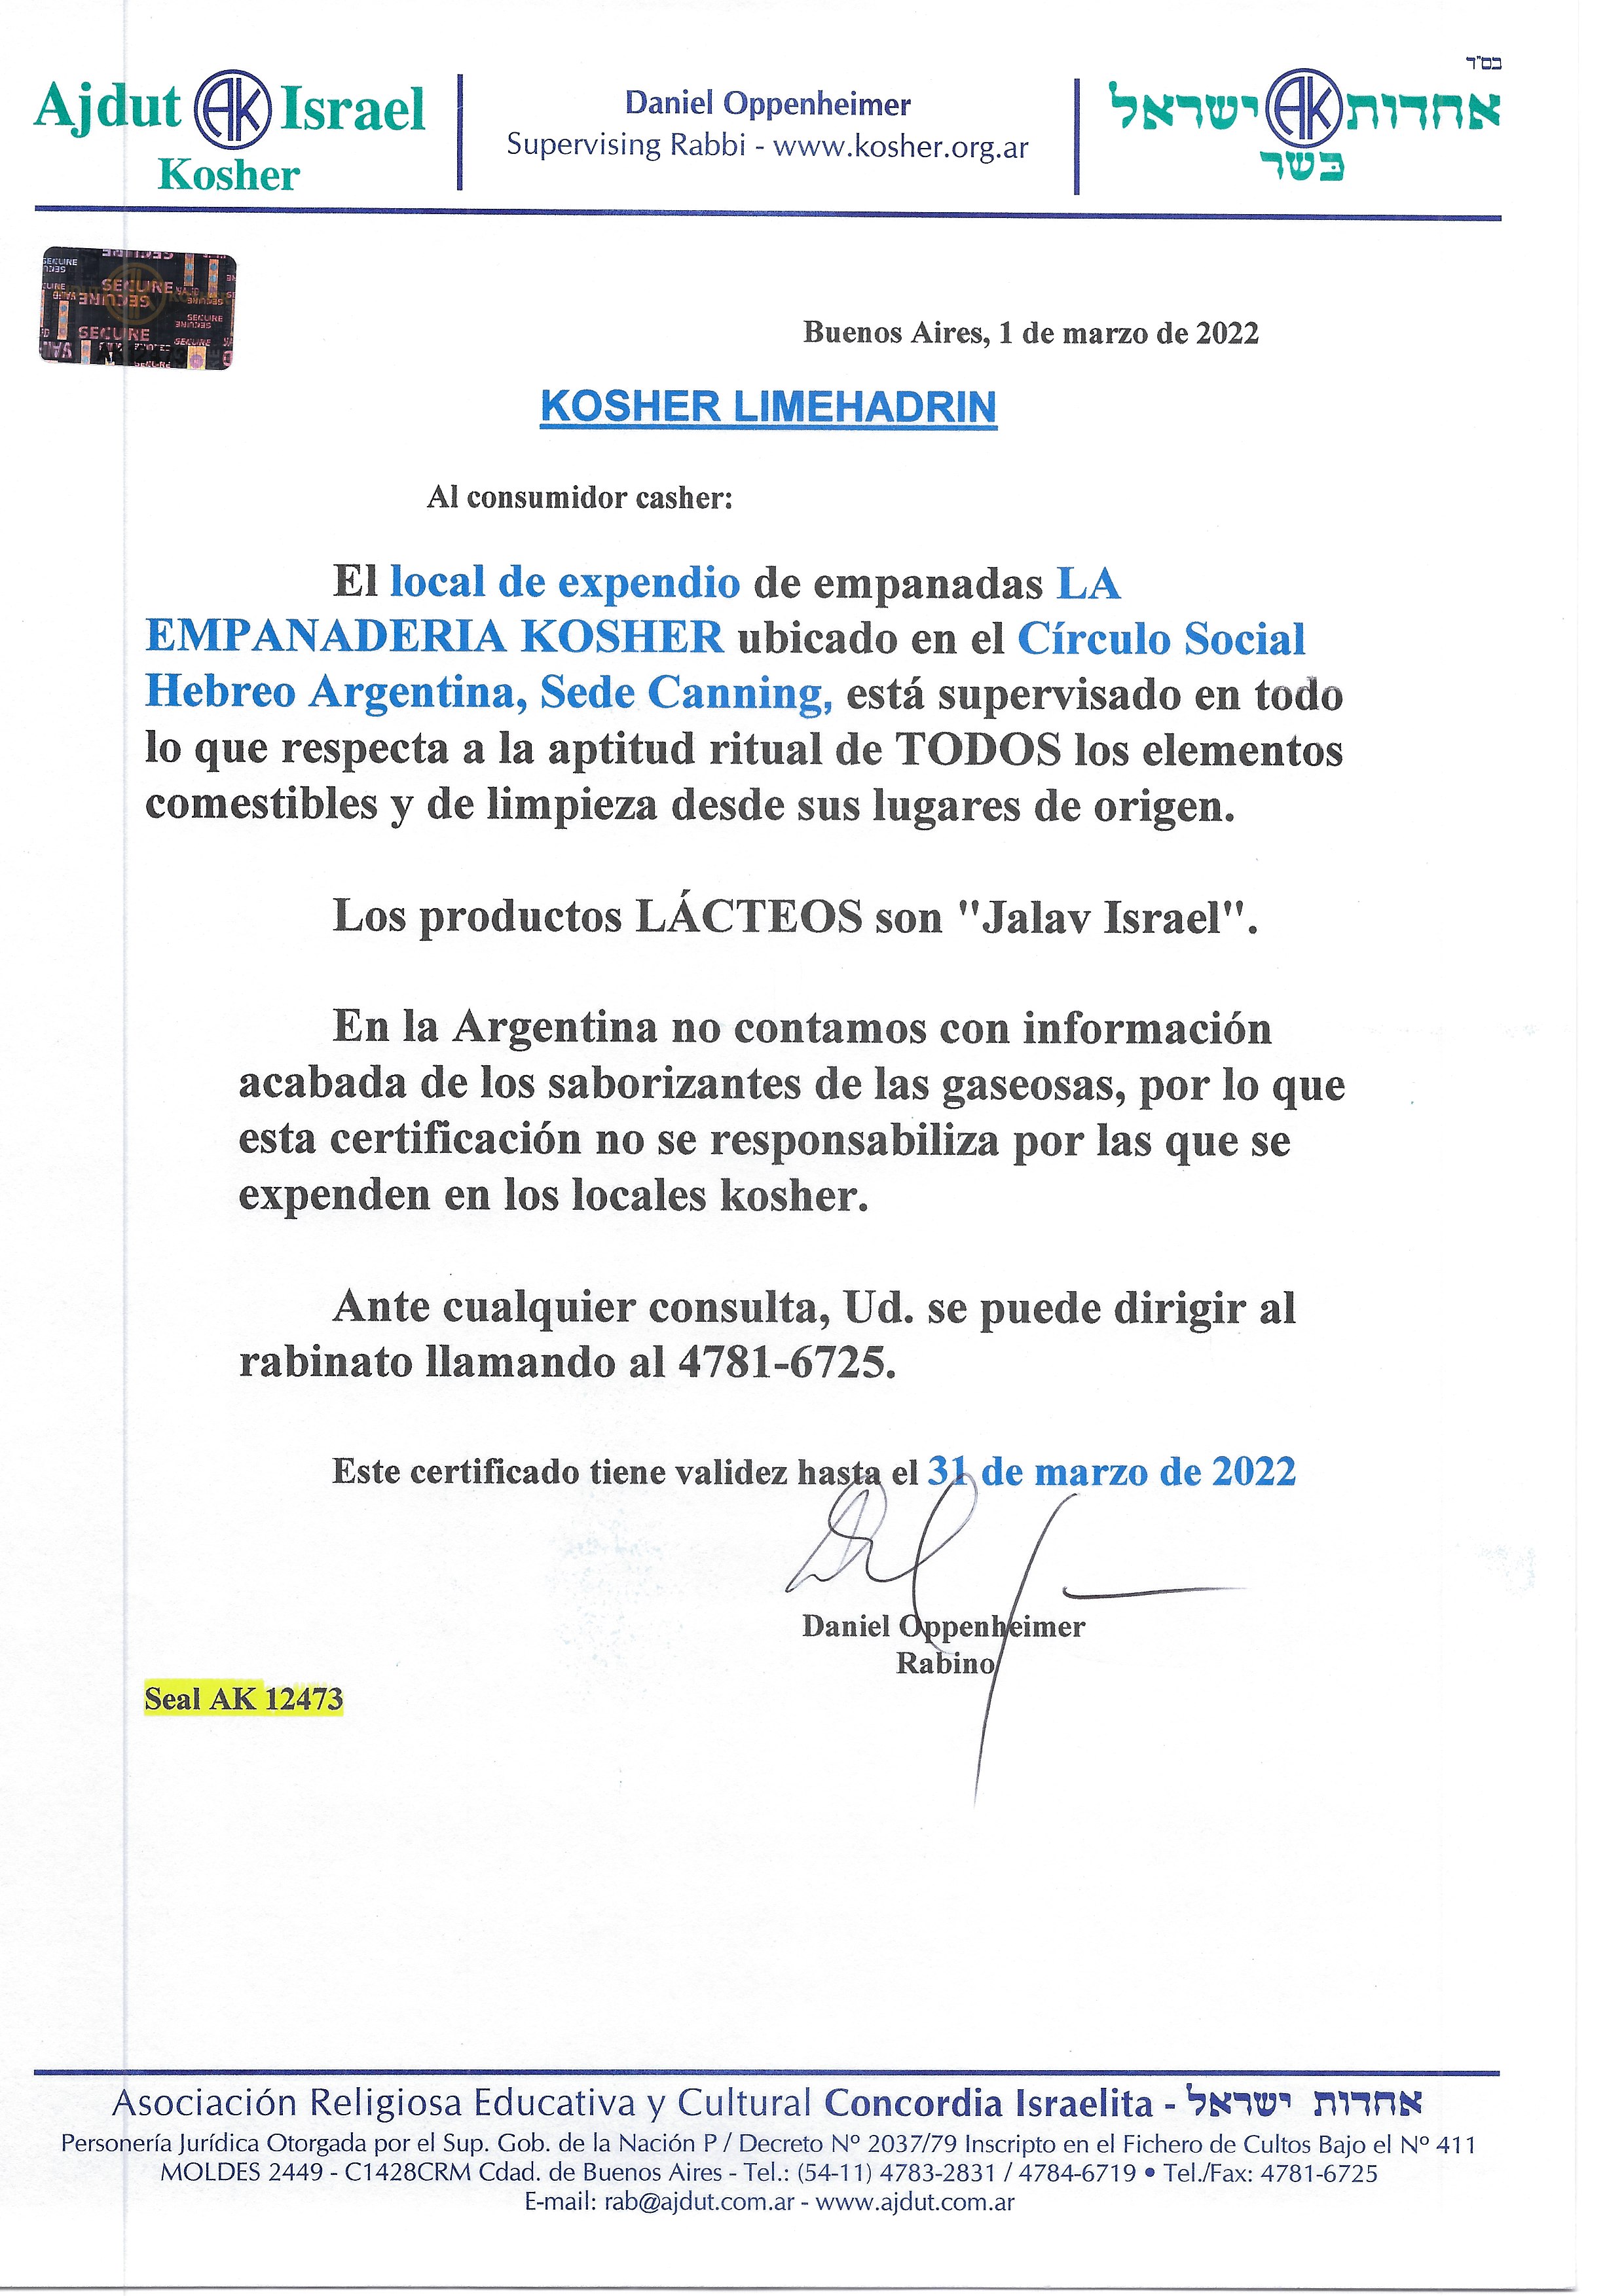 בס"ד
Ajdut AK Israel
Kosher
Daniel Oppenheimer
Supervising Rabbi - www.kosher.org.ar
אחדות AK ישראל
כשר
SECURE
SECURE
SECURE
Buenos Aires, 1 de marzo de 2022
KOSHER LIMEHADRIN
Al consumidor casher:
El local de expendio de empanadas LA
EMPANADERIA KOSHER ubicado en el Círculo Social
Hebreo Argentina, Sede Canning, está supervisado en todo
lo que respecta a la aptitud ritual de TODOS los elementos
comestibles y de limpieza desde sus lugares de origen.
Los productos LÁCTEOS son "Jalav Israel".
En la Argentina no contamos con información
acabada de los saborizantes de las gaseosas, por lo que
esta certificación no se responsabiliza por las que se
expenden en los locales kosher.
Ante cualquier consulta, Ud. se puede dirigir al
rabinato llamando al 4781-6725.
Este certificado tiene validez hasta el 31 de marzo de 2022
Daniel Oppenheimer
Rabino
Seal AK 12473
Asociación Religiosa Educativa y Cultural Concordia Israelita - אחדות ישראל
Personería Jurídica Otorgada por el Sup. Gob. de la Nación P / Decreto Nº 2037/79 Inscripto en el Fichero de Cultos Bajo el Nº 411
MOLDES 2449 - C1428CRM Cdad. de Buenos Aires - Tel.: (54-11) 4783-2831 / 4784-6719 • Tel./Fax: 4781-6725
E-mail: rab@ajdut.com.ar - www.ajdut.com.ar